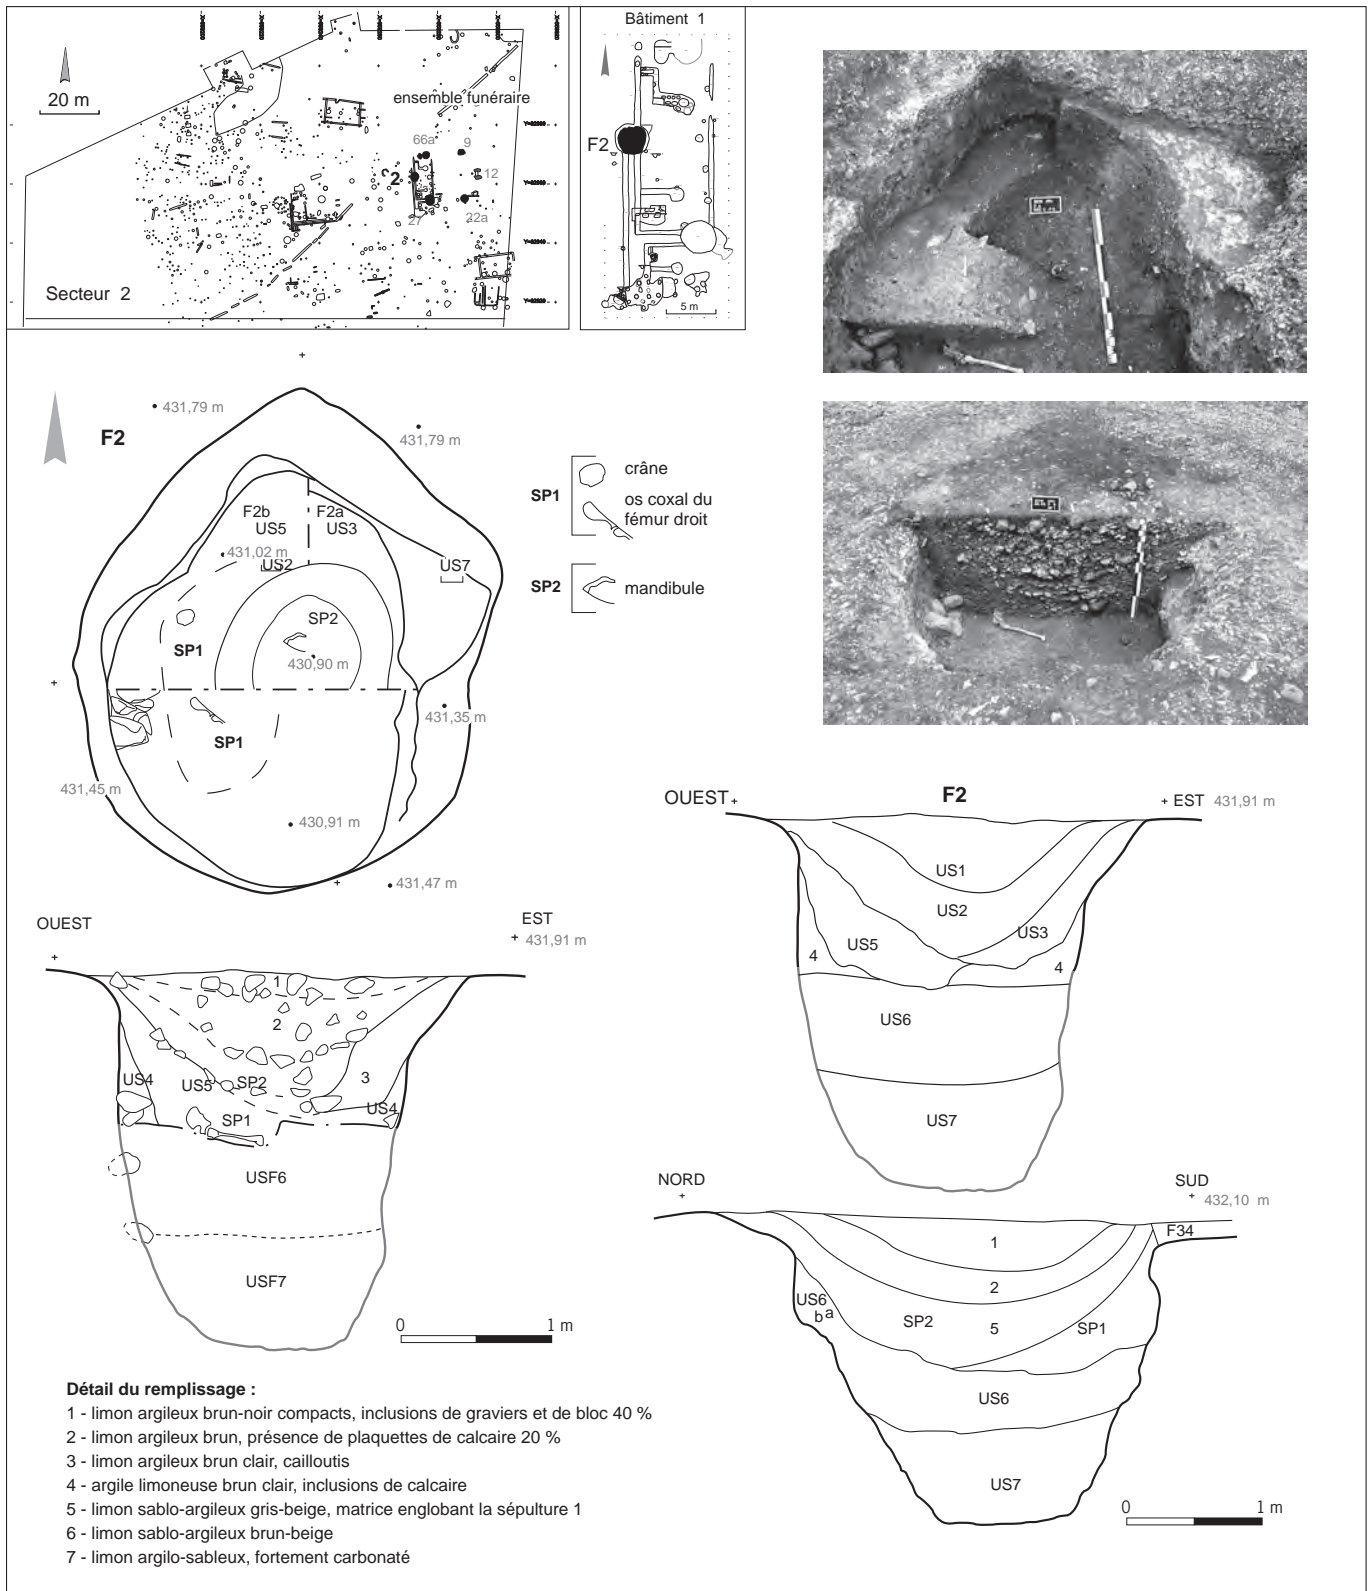 20 m
ensemble funéraire
66a
9
2
12
27
22a
Secteur 2
Bâtiment 1
F2
5 m
431,79 m
F2
431,79 m
F2b
F2a
US5
US3
431,02 m
US2
US7
SP2
SP1
430,90 m
431,35 m
SP1
431,45 m
430,91 m
431,47 m
SP1
crâne
os coxal du
fémur droit
SP2
mandibule
OUEST
EST
431,91 m
1
2
US4
US5
SP2
3
US4
SP1
USF6
USF7
0
1 m
OUEST
F2
EST 431,91 m
US1
US2
US3
US5
4
4
US6
US7
NORD
SUD
432,10 m
F34
1
2
US6
b a
SP2
5
SP1
US6
US7
0
1 m
Détail du remplissage :
1 - limon argileux brun-noir compacts, inclusions de graviers et de bloc 40 %
2 - limon argileux brun, présence de plaquettes de calcaire 20 %
3 - limon argileux brun clair, cailloutis
4 - argile limoneuse brun clair, inclusions de calcaire
5 - limon sablo-argileux gris-beige, matrice englobant la sépulture 1
6 - limon sablo-argileux brun-beige
7 - limon argilo-sableux, fortement carbonaté